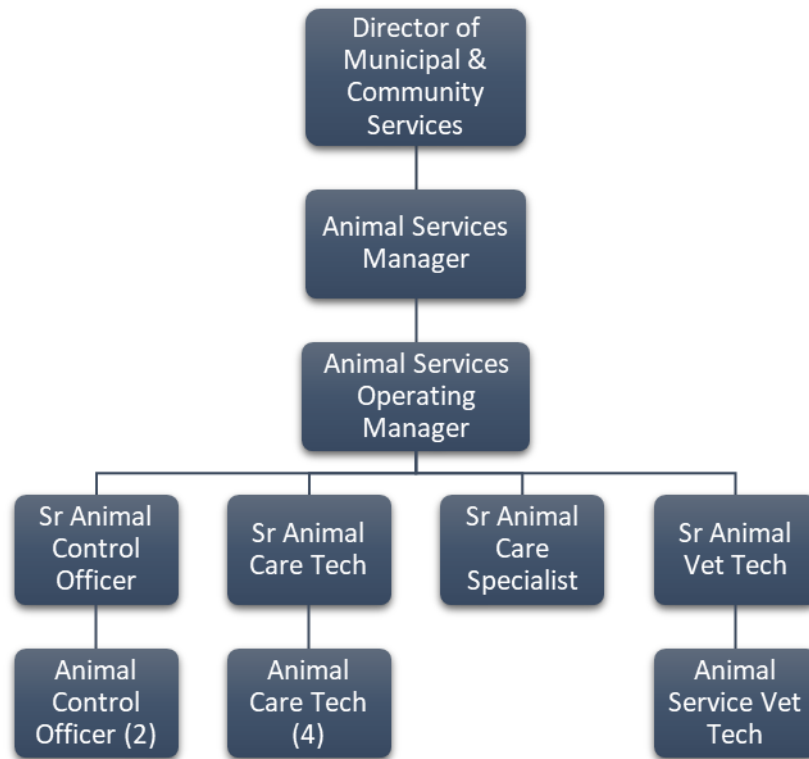 Director of
Municipal &
Community
Services
Animal Services
Manager
Animal Services
Operating
Manager
Sr Animal
Control
Officer
Sr Animal
Care Tech
Sr Animal
Care
Specialist
Sr Animal
Vet Tech
Animal
Control
Officer (2)
Animal
Care Tech
(4)
Animal
Service Vet
Tech